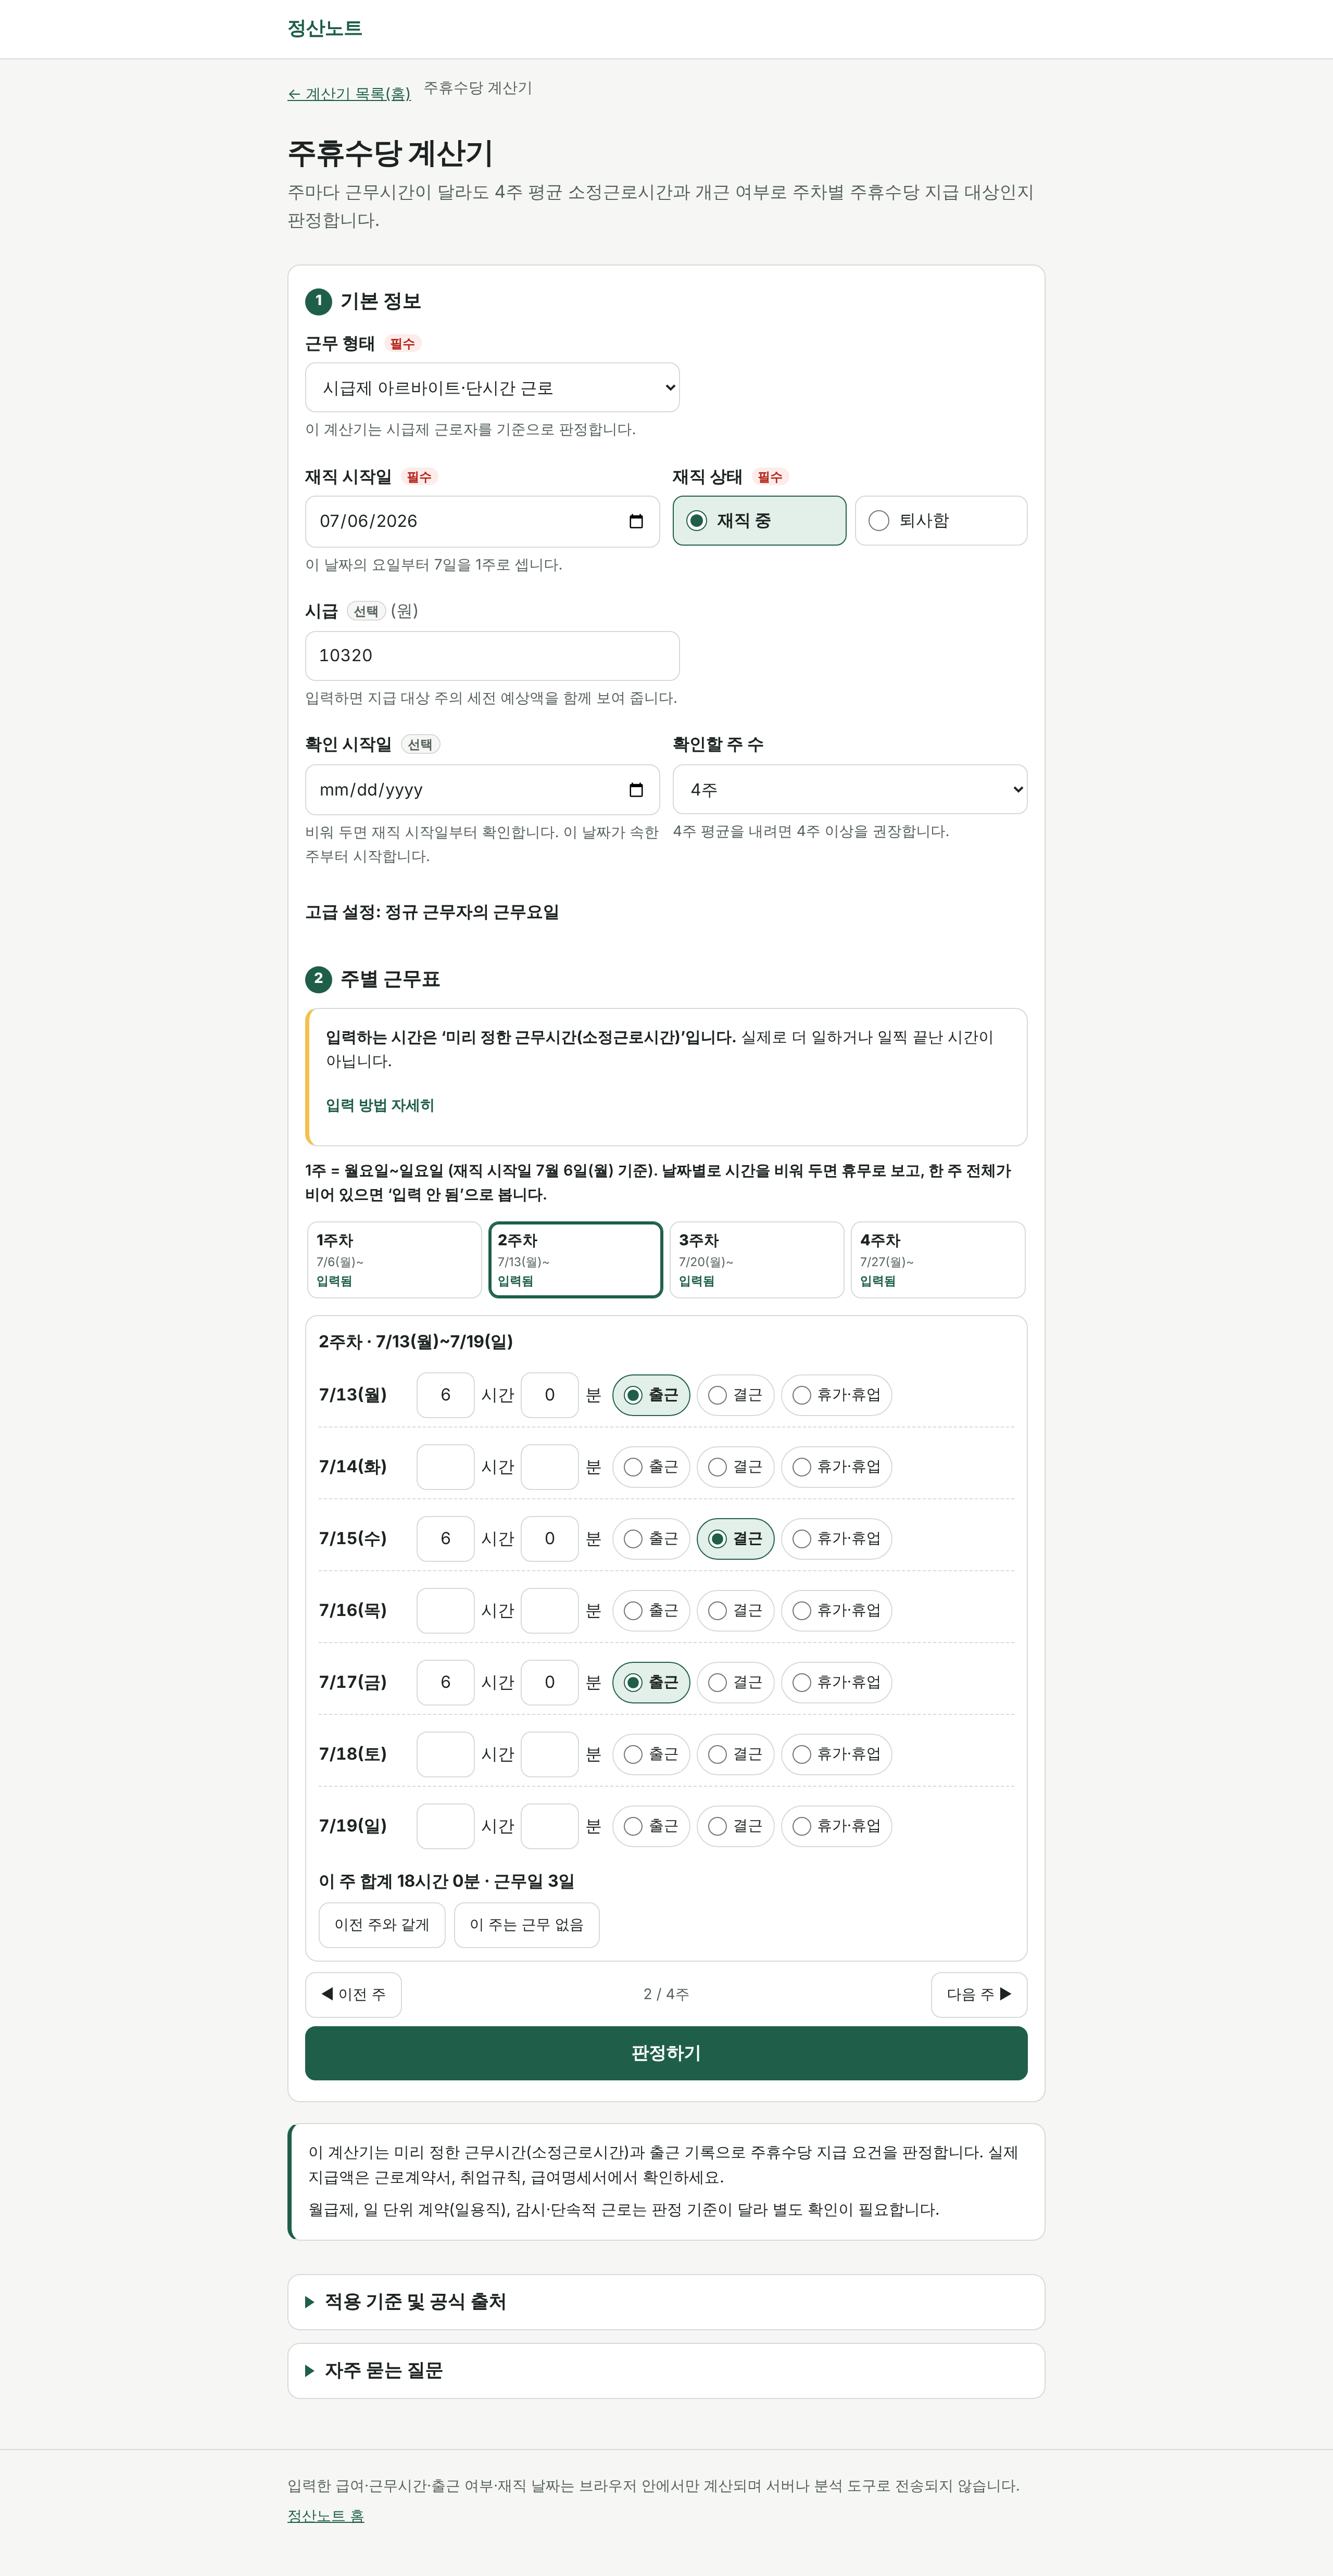 정산노트
← 계산기 목록(홈) 주휴수당 계산기
주휴수당 계산기
주마다 근무시간이 달라도 4주 평균 소정근로시간과 개근 여부로 주차별 주휴수당 지급 대상인지
판정합니다.
1 기본 정보
근무 형태 필수
시급제 아르바이트·단시간 근로
이 계산기는 시급제 근로자를 기준으로 판정합니다.
재직 시작일 필수
07/06/2026
이 날짜의 요일부터 7일을 1주로 셉니다.
재직 상태 필수
재직 중 퇴사함
시급 선택 (원)
10320
입력하면 지급 대상 주의 세전 예상액을 함께 보여 줍니다.
확인 시작일 선택
mm/dd/yyyy
비워 두면 재직 시작일부터 확인합니다. 이 날짜가 속한
주부터 시작합니다.
확인할 주 수
4주
4주 평균을 내려면 4주 이상을 권장합니다.
고급 설정: 정규 근무자의 근무요일
2 주별 근무표
입력하는 시간은 ‘미리 정한 근무시간(소정근로시간)’입니다. 실제로 더 일하거나 일찍 끝난 시간이
아닙니다.
입력 방법 자세히
1주 = 월요일~일요일 (재직 시작일 7월 6일(월) 기준). 날짜별로 시간을 비워 두면 휴무로 보고, 한 주 전체가
비어 있으면 ‘입력 안 됨’으로 봅니다.
1주차
7/6(월)~
입력됨
2주차
7/13(월)~
입력됨
3주차
7/20(월)~
입력됨
4주차
7/27(월)~
입력됨
2주차 · 7/13(월)~7/19(일)
7/13(월) 6 시간 0 분 출근 결근 휴가·휴업
7/14(화) 시간 분 출근 결근 휴가·휴업
7/15(수) 6 시간 0 분 출근 결근 휴가·휴업
7/16(목) 시간 분 출근 결근 휴가·휴업
7/17(금) 6 시간 0 분 출근 결근 휴가·휴업
7/18(토) 시간 분 출근 결근 휴가·휴업
7/19(일) 시간 분 출근 결근 휴가·휴업
이 주 합계 18시간 0분 · 근무일 3일
이전 주와 같게 이 주는 근무 없음
◀ 이전 주 2 / 4주 다음 주 ▶
판정하기
이 계산기는 미리 정한 근무시간(소정근로시간)과 출근 기록으로 주휴수당 지급 요건을 판정합니다. 실제
지급액은 근로계약서, 취업규칙, 급여명세서에서 확인하세요.
월급제, 일 단위 계약(일용직), 감시·단속적 근로는 판정 기준이 달라 별도 확인이 필요합니다.
▶ 적용 기준 및 공식 출처
▶ 자주 묻는 질문
입력한 급여·근무시간·출근 여부·재직 날짜는 브라우저 안에서만 계산되며 서버나 분석 도구로 전송되지 않습니다.
정산노트 홈